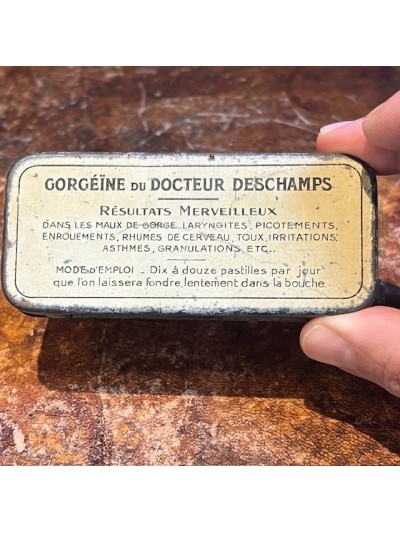 GORGÉÏNE DU DOCTEUR DESCHAMPS
RÉSULTATS MERVEILLEUX
DANS LES MAUX DE GORGE, LARYNGITES, PICOTEMENTS,
ENROUEMENTS, RHUMES DE CERVEAU, TOUX, IRRITATIONS,
ASTHMES, GRANULATIONS, ETC..
MODE D'EMPLOI _ Dix à douze pastilles par jour
que l'on laissera fondre lentement dans la bouche.